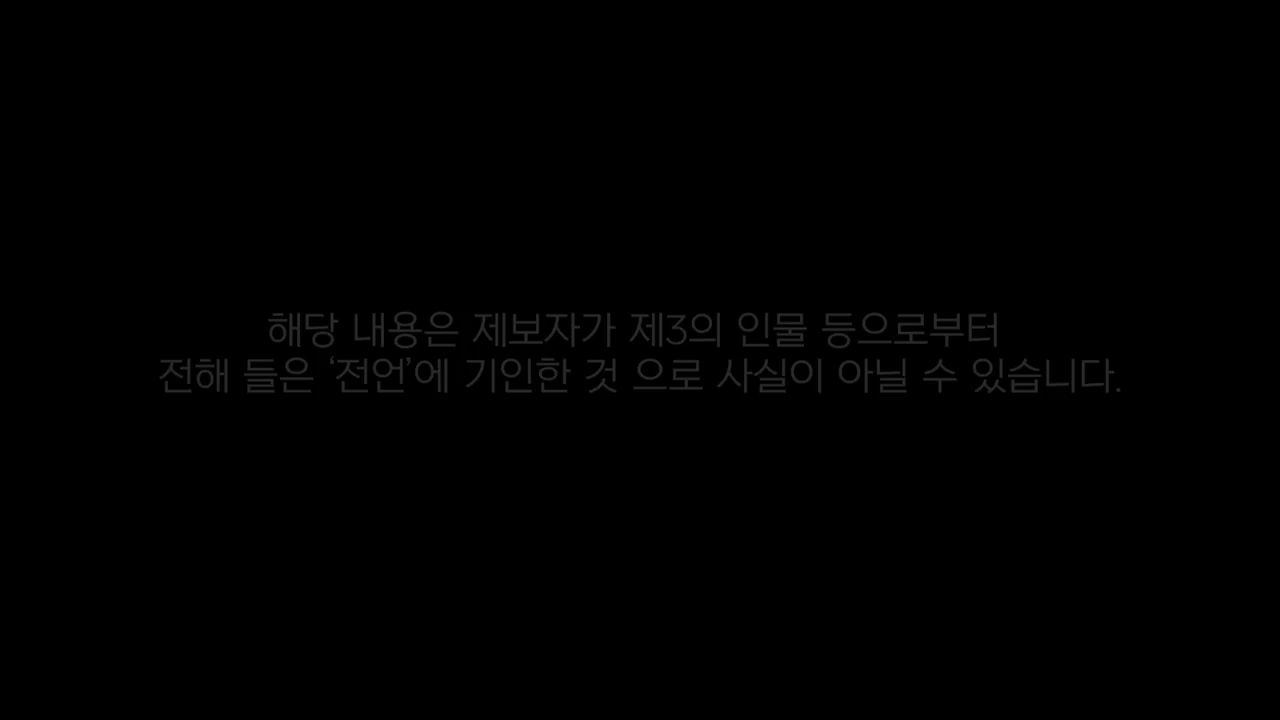 해당 내용은 제보자가 제3의 인물 등으로부터
전해 들은 ‘전언’에 기인한 것 으로 사실이 아닐 수 있습니다.